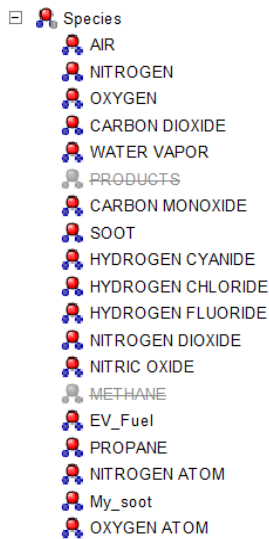 Species
AIR
NITROGEN
OXYGEN
CARBON DIOXIDE
WATER VAPOR
PRODUCTS
CARBON MONOXIDE
SOOT
HYDROGEN CYANIDE
HYDROGEN CHLORIDE
HYDROGEN FLUORIDE
NITROGEN DIOXIDE
NITRIC OXIDE
METHANE
EV_Fuel
PROPANE
NITROGEN ATOM
My_soot
OXYGEN ATOM